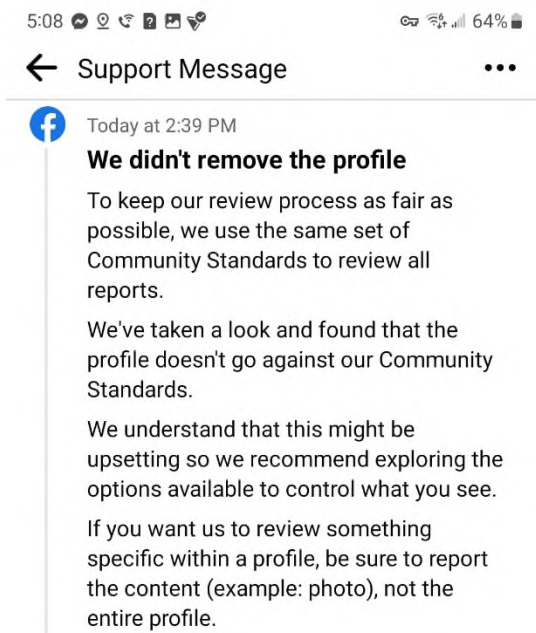 5:08 64%
Support Message
Today at 2:39 PM
We didn't remove the profile
To keep our review process as fair as
possible, we use the same set of
Community Standards to review all
reports.
We've taken a look and found that the
profile doesn't go against our Community
Standards.
We understand that this might be
upsetting so we recommend exploring the
options available to control what you see.
If you want us to review something
specific within a profile, be sure to report
the content (example: photo), not the
entire profile.